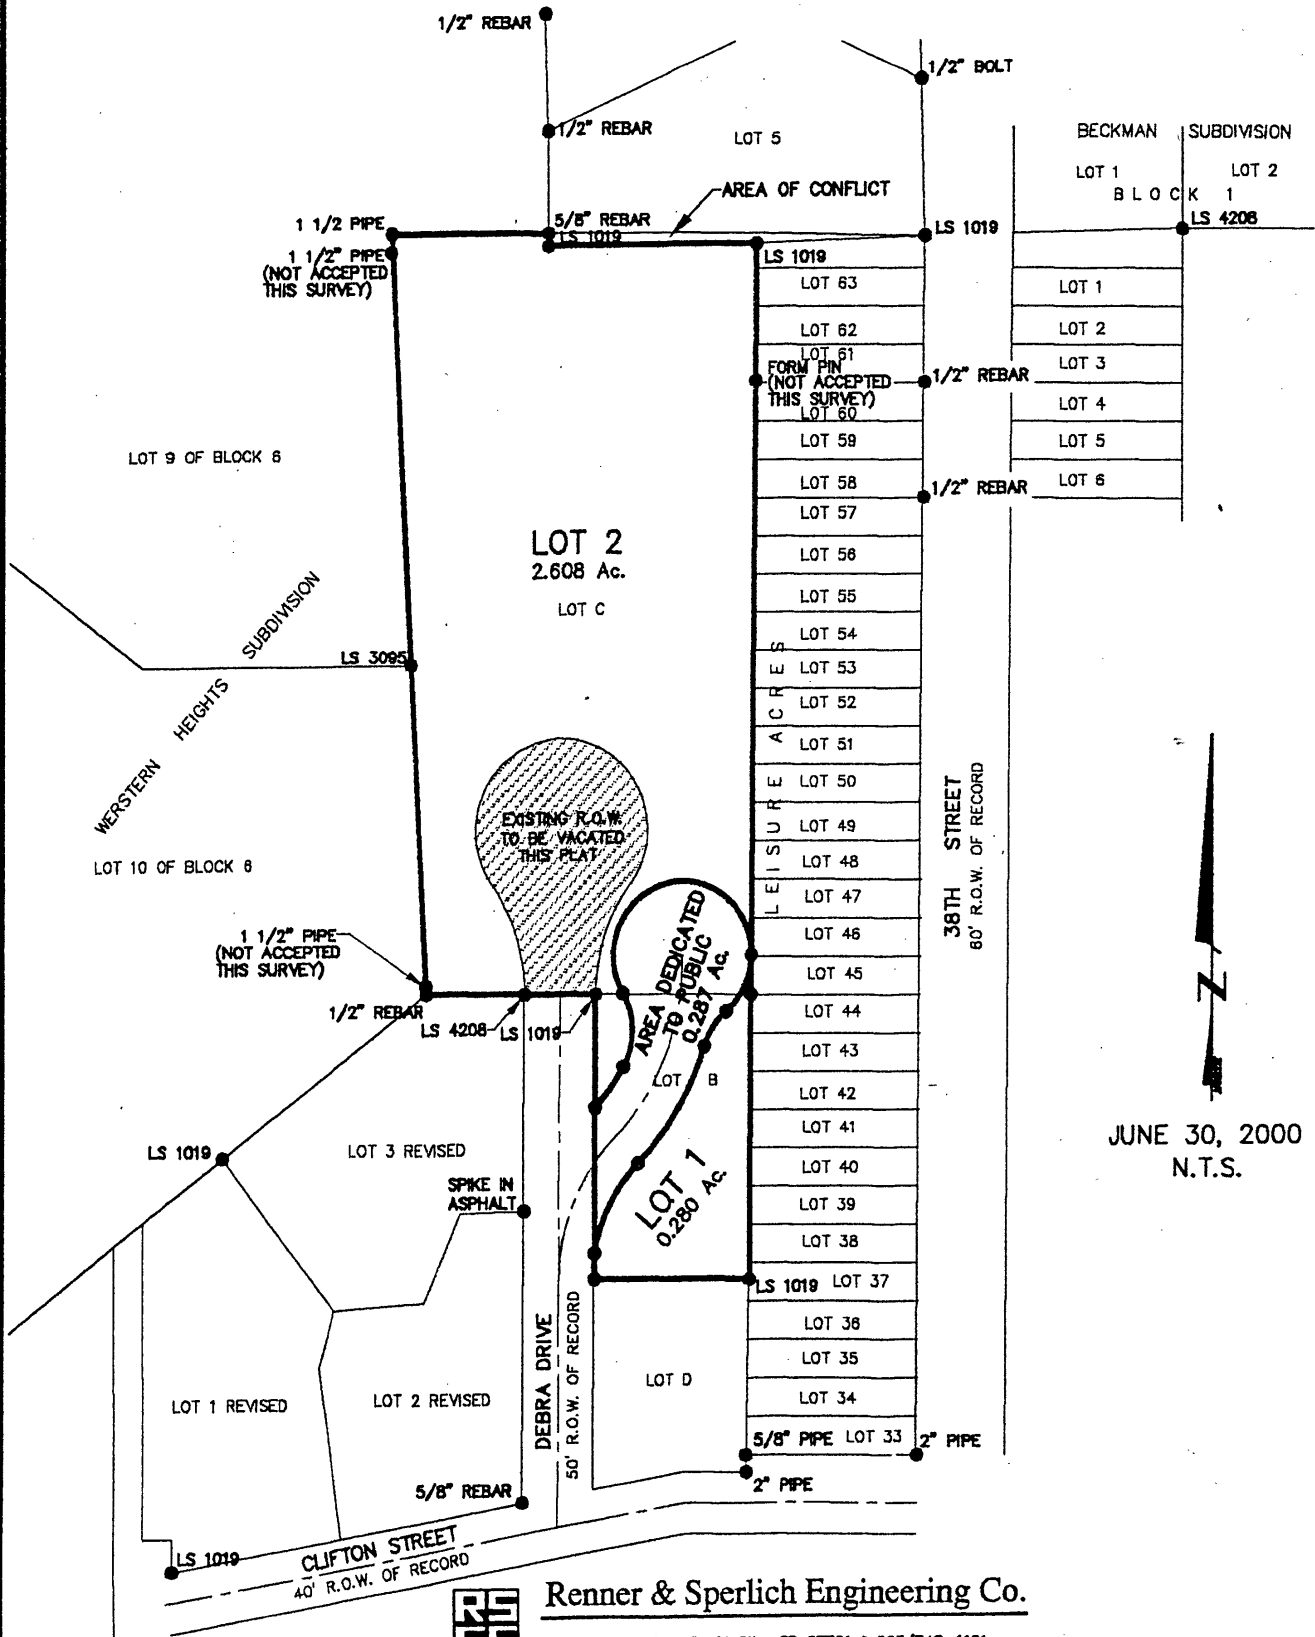 1/2" REBAR
1/2" BOLT
1/2" REBAR
LOT 5
BECKMAN SUBDIVISION
LOT 1
LOT 2
BLOCK 1
AREA OF CONFLICT
1 1/2 PIPE
5/8" REBAR
LS 1019
LS 1019
LS 4208
1 1/2" PIPE
(NOT ACCEPTED
THIS SURVEY)
LS 1019
LOT 63
LOT 62
LOT 61
FORM PIN
(NOT ACCEPTED
THIS SURVEY)
LOT 60
LOT 59
LOT 58
LOT 57
LOT 56
LOT 55
LOT 54
LOT 53
LOT 52
LOT 51
LOT 50
LOT 49
LOT 48
LOT 47
LOT 46
LOT 45
LOT 44
LOT 43
LOT 42
LOT 41
LOT 40
LOT 39
LOT 38
LOT 37
LOT 36
LOT 35
LOT 34
LOT 33
LOT 1
LOT 2
LOT 3
LOT 4
LOT 5
LOT 6
1/2" REBAR
1/2" REBAR
LOT 9 OF BLOCK 6
LOT 2
2.608 Ac.
LOT C
WERSTERN HEIGHTS SUBDIVISION
LS 3095
LEISURE ACRES
38TH STREET
60' R.O.W. OF RECORD
EXISTING R.O.W.
TO BE VACATED
THIS PLAT
LOT 10 OF BLOCK 6
AREA DEDICATED
TO PUBLIC
0.287 Ac.
1 1/2" PIPE
(NOT ACCEPTED
THIS SURVEY)
1/2" REBAR
LS 4208
LS 1019
LOT B
JUNE 30, 2000
N.T.S.
LS 1019
LOT 3 REVISED
SPIKE IN
ASPHALT
LOT 1
0.280 Ac.
LS 1019
DEBRA DRIVE
50' R.O.W. OF RECORD
LOT D
LOT 1 REVISED
LOT 2 REVISED
5/8" PIPE
2" PIPE
2" PIPE
5/8" REBAR
LS 1019
CLIFTON STREET
40' R.O.W. OF RECORD
RS
Renner & Sperlich Engineering Co.